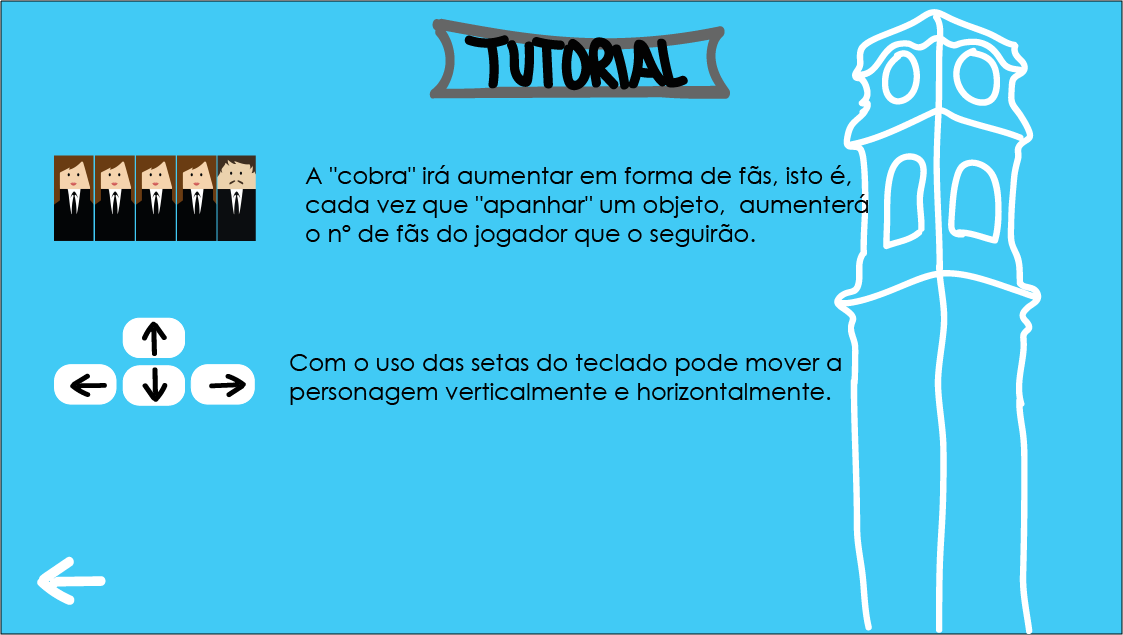 TUTORIAL
A "cobra" irá aumentar em forma de fãs, isto é,
cada vez que "apanhar" um objeto,  aumenterá
o nº de fãs do jogador que o seguirão.
Com o uso das setas do teclado pode mover a
personagem verticalmente e horizontalmente.